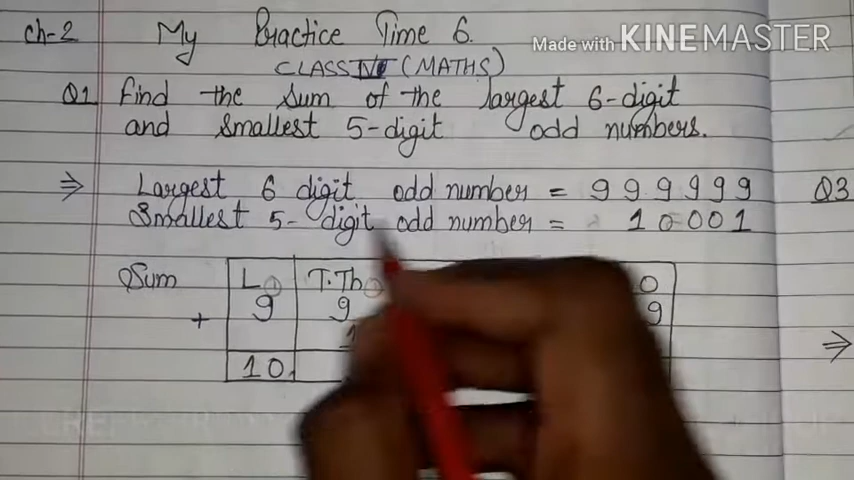 ch-2 My Practice Time 6.
Made with KINEMASTER
CLASS IV (MATHS)
Q1 Find the Sum of the largest 6-digit
and Smallest 5-digit odd numbers.
⇒ Largest 6 digit odd number = 999999 Q3
Smallest 5-digit odd number = 10001
Sum L 1 T.Th O
+ 9 9 9
1 ⇒
10